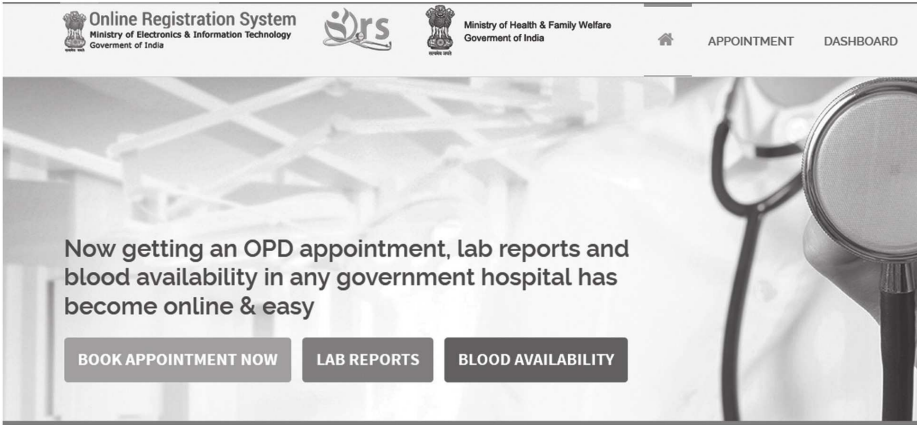 Online Registration System
Ministry of Electronics & Information Technology
Goverment of India
Ors
Ministry of Health & Family Welfare
Goverment of India
APPOINTMENT
DASHBOARD
Now getting an OPD appointment, lab reports and
blood availability in any government hospital has
become online & easy
BOOK APPOINTMENT NOW
LAB REPORTS
BLOOD AVAILABILITY